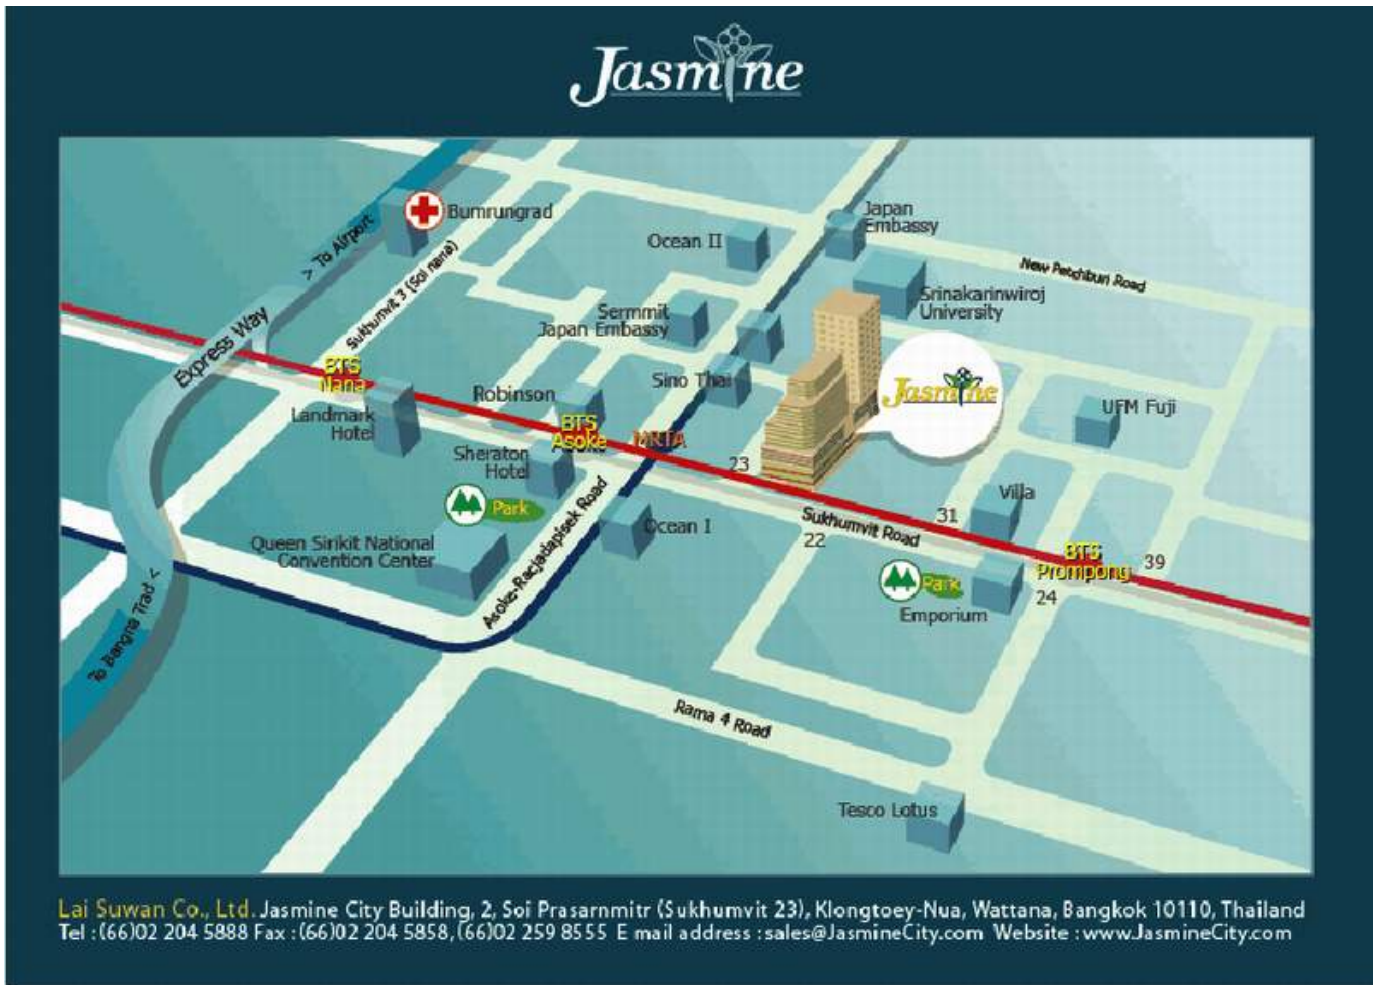 Jasmine
Bumrungrad
> To Airport
Sukhumvit 3 (Soi nana)
Express Way
Japan
Embassy
Ocean II
New Petchburi Road
Srinakarinwiroj
University
Sermmit
Japan Embassy
BTS
Nana
Landmark
Hotel
Robinson
Sino Thai
Jasmine
UFM Fuji
BTS
Asoke
MRTA
Sheraton
Hotel
23
Park
Villa
Asoke-Racjadapisek Road
Ocean I
31
Sukhumvit Road
22
Queen Sirikit National
Convention Center
BTS
Prompong
39
Park
24
Emporium
To Bangna Trad <
Rama 4 Road
Tesco Lotus
Lai Suwan Co., Ltd. Jasmine City Building, 2, Soi Prasarnmitr (Sukhumvit 23), Klongtoey-Nua, Wattana, Bangkok 10110, Thailand
Tel :(66)02 204 5888 Fax :(66)02 204 5858, (66)02 259 8555 E mail address :sales@JasmineCity.com Website :www.JasmineCity.com